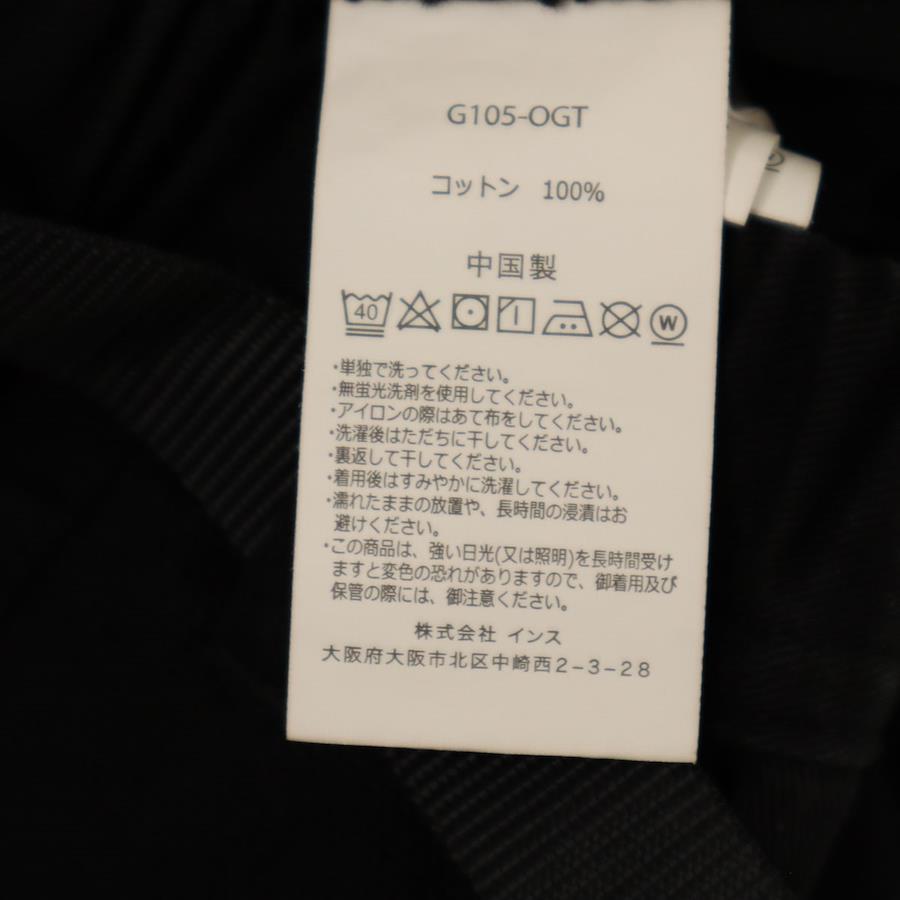 G105-OGT
コットン 100%
中国製
40 W
・単独で洗ってください。
・無蛍光洗剤を使用してください。
・アイロンの際はあて布をしてください。
・洗濯後はただちに干してください。
・裏返して干してください。
・着用後はすみやかに洗濯してください。
・濡れたままの放置や、長時間の浸漬はお
避けください。
・この商品は、強い日光(又は照明)を長時間受け
ますと変色の恐れがありますので、御着用及び
保管の際には、御注意ください。
株式会社 インス
大阪府大阪市北区中崎西2-3-28